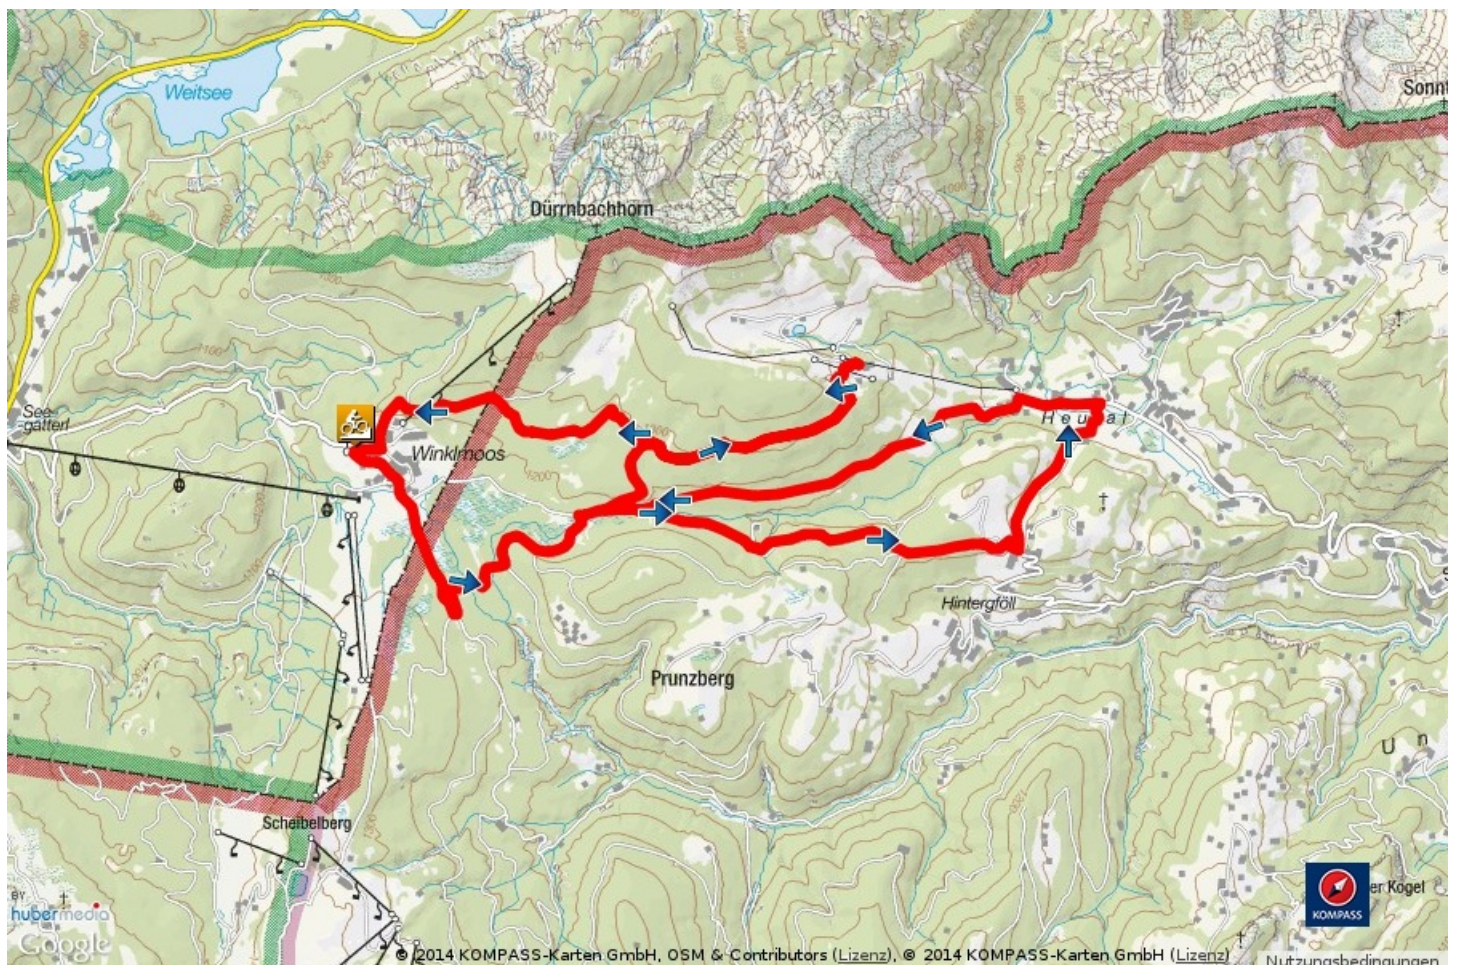 Weitsee
Sonnt
Dürrnbachhorn
See-
gatterl
Winklmoos
Heutal
Hintergföll
Prunzberg
U n
Scheibelberg
BY
hubermedia
Google
er Kogel
KOMPASS
© 2014 KOMPASS-Karten GmbH, OSM & Contributors (Lizenz), © 2014 KOMPASS-Karten GmbH (Lizenz)
Nutzungsbedingungen